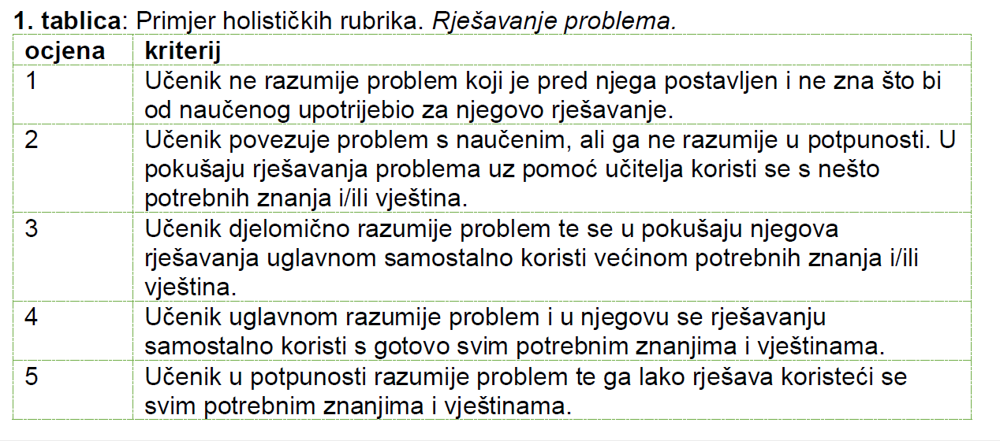 1. tablica: Primjer holističkih rubrika. Rješavanje problema.
ocjena kriterij
1 Učenik ne razumije problem koji je pred njega postavljen i ne zna što bi
od naučenog upotrijebio za njegovo rješavanje.
2 Učenik povezuje problem s naučenim, ali ga ne razumije u potpunosti. U
pokušaju rješavanja problema uz pomoć učitelja koristi se s nešto
potrebnih znanja i/ili vještina.
3 Učenik djelomično razumije problem te se u pokušaju njegova
rješavanja uglavnom samostalno koristi većinom potrebnih znanja i/ili
vještina.
4 Učenik uglavnom razumije problem i u njegovu se rješavanju
samostalno koristi s gotovo svim potrebnim znanjima i vještinama.
5 Učenik u potpunosti razumije problem te ga lako rješava koristeći se
svim potrebnim znanjima i vještinama.